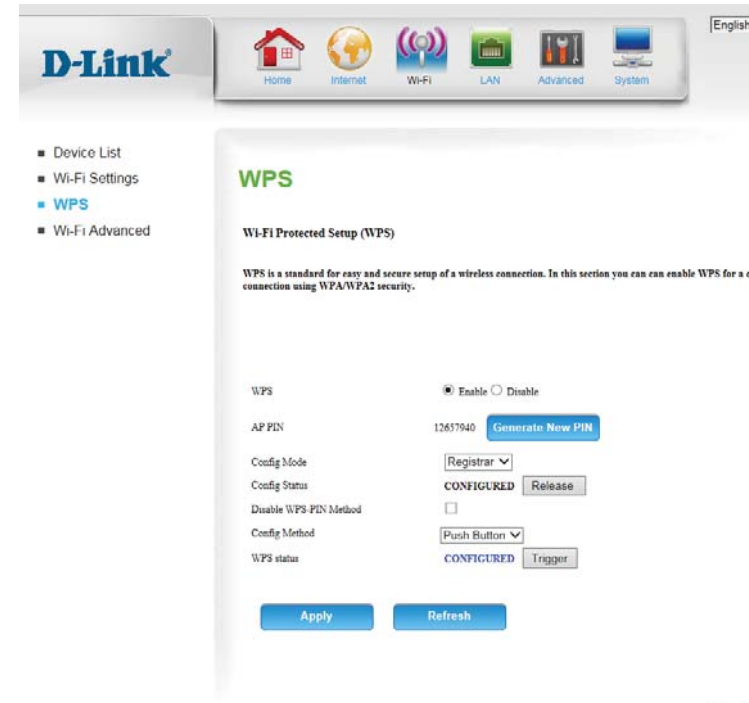 English
D-Link
Home Internet Wi-Fi LAN Advanced System
Device List
Wi-Fi Settings
WPS
Wi-Fi Advanced
WPS
Wi-Fi Protected Setup (WPS)
WPS is a standard for easy and secure setup of a wireless connection. In this section you can can enable WPS for a
connection using WPA/WPA2 security.
WPS Enable Disable
AP PIN 12657940 Generate New PIN
Config Mode Registrar
Config Status CONFIGURED Release
Disable WPS-PIN Method
Config Method Push Button
WPS status CONFIGURED Trigger
Apply Refresh